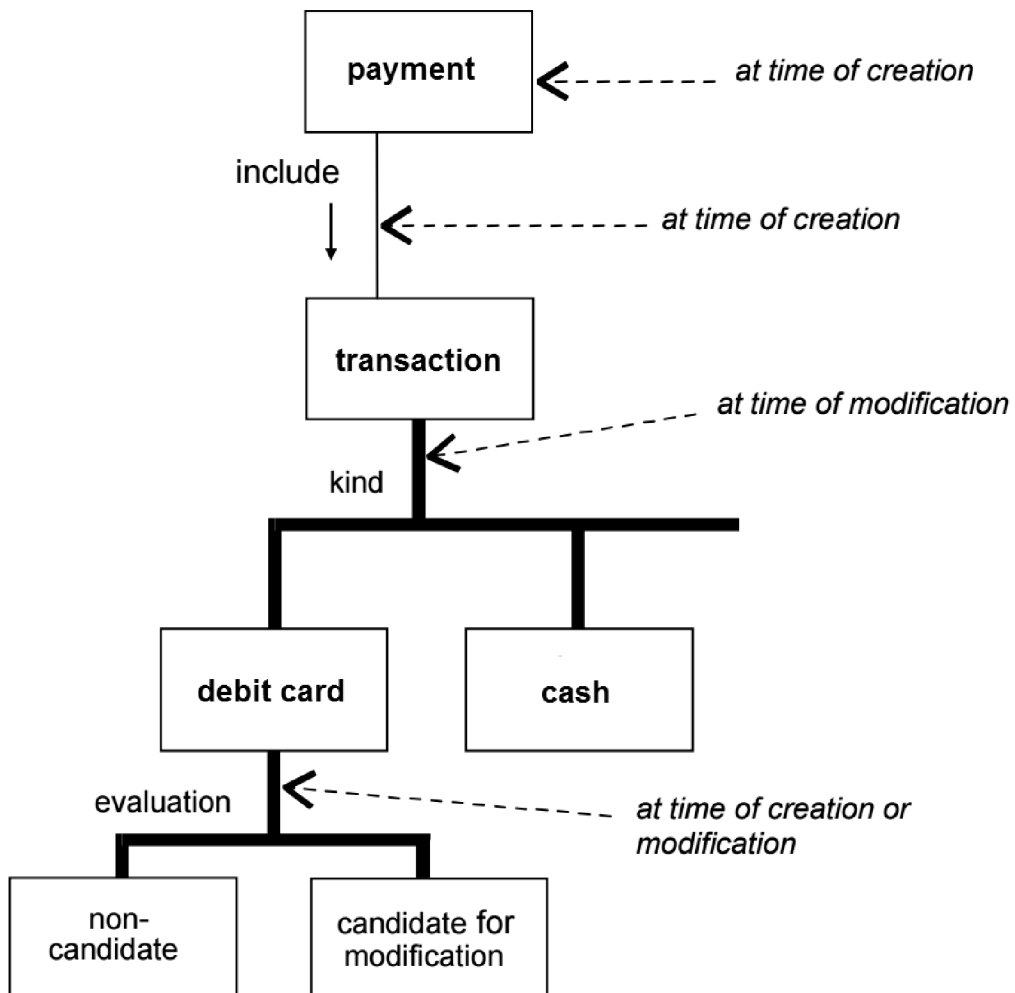 payment
at time of creation
include
at time of creation
transaction
at time of modification
kind
debit card
cash
evaluation
at time of creation or
modification
non-
candidate
candidate for
modification